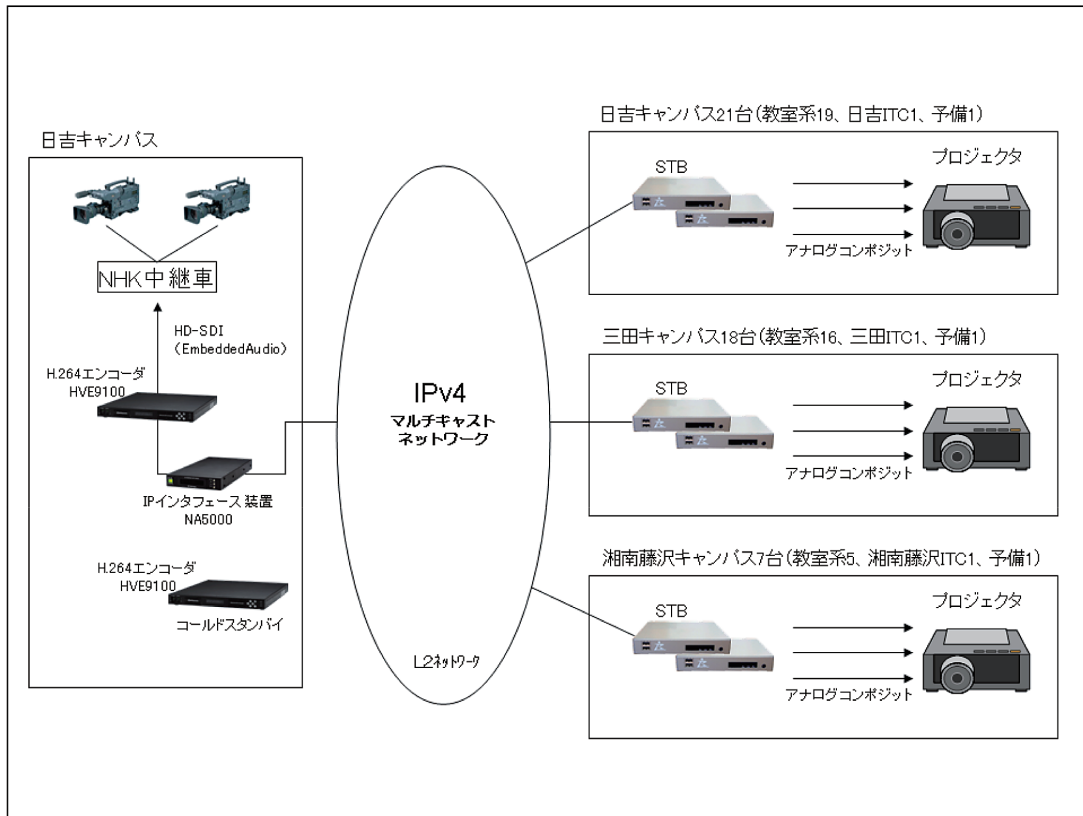 日吉キャンパス
NHK中継車
HD-SDI
(EmbeddedAudio)
H.264エンコーダ
HVE9100
IPインタフェース装置
NA5000
H.264エンコーダ
HVE9100
コールドスタンバイ
IPv4
マルチキャスト
ネットワーク
L2ネットワーク
日吉キャンパス21台(教室系19、日吉ITC1、予備1)
STB
プロジェクタ
アナログコンポジット
三田キャンパス18台(教室系16、三田ITC1、予備1)
STB
プロジェクタ
アナログコンポジット
湘南藤沢キャンパス7台(教室系5、湘南藤沢ITC1、予備1)
STB
プロジェクタ
アナログコンポジット